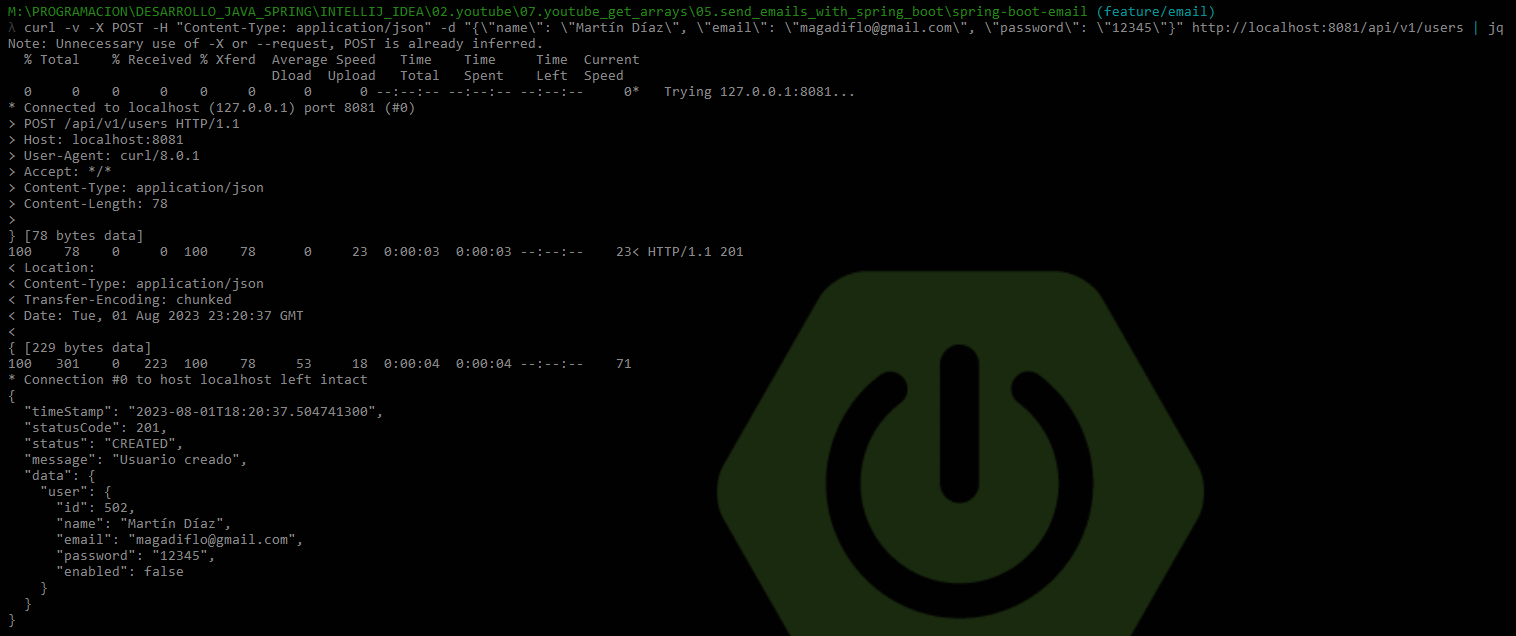 M:\PROGRAMACION\DESARROLLO_JAVA_SPRING\INTELLIJ_IDEA\02.youtube\07.youtube_get_arrays\05.send_emails_with_spring_boot\spring-boot-email (feature/email)
λ curl -v -X POST -H "Content-Type: application/json" -d "{\"name\": \"Martín Díaz\", \"email\": \"magadiflo@gmail.com\", \"password\": \"12345\"}" http://localhost:8081/api/v1/users | jq
Note: Unnecessary use of -X or --request, POST is already inferred.
  % Total    % Received % Xferd  Average Speed   Time    Time     Time  Current
                                 Dload  Upload   Total   Spent    Left  Speed
  0     0    0     0    0     0      0      0 --:--:-- --:--:-- --:--:--     0*   Trying 127.0.0.1:8081...
* Connected to localhost (127.0.0.1) port 8081 (#0)
> POST /api/v1/users HTTP/1.1
> Host: localhost:8081
> User-Agent: curl/8.0.1
> Accept: */*
> Content-Type: application/json
> Content-Length: 78
>
} [78 bytes data]
100    78    0     0  100    78      0     23  0:00:03  0:00:03 --:--:--    23< HTTP/1.1 201
< Location:
< Content-Type: application/json
< Transfer-Encoding: chunked
< Date: Tue, 01 Aug 2023 23:20:37 GMT
<
{ [229 bytes data]
100   301    0   223  100    78     53     18  0:00:04  0:00:04 --:--:--    71
* Connection #0 to host localhost left intact
{
  "timeStamp": "2023-08-01T18:20:37.504741300",
  "statusCode": 201,
  "status": "CREATED",
  "message": "Usuario creado",
  "data": {
    "user": {
      "id": 502,
      "name": "Martín Díaz",
      "email": "magadiflo@gmail.com",
      "password": "12345",
      "enabled": false
    }
  }
}